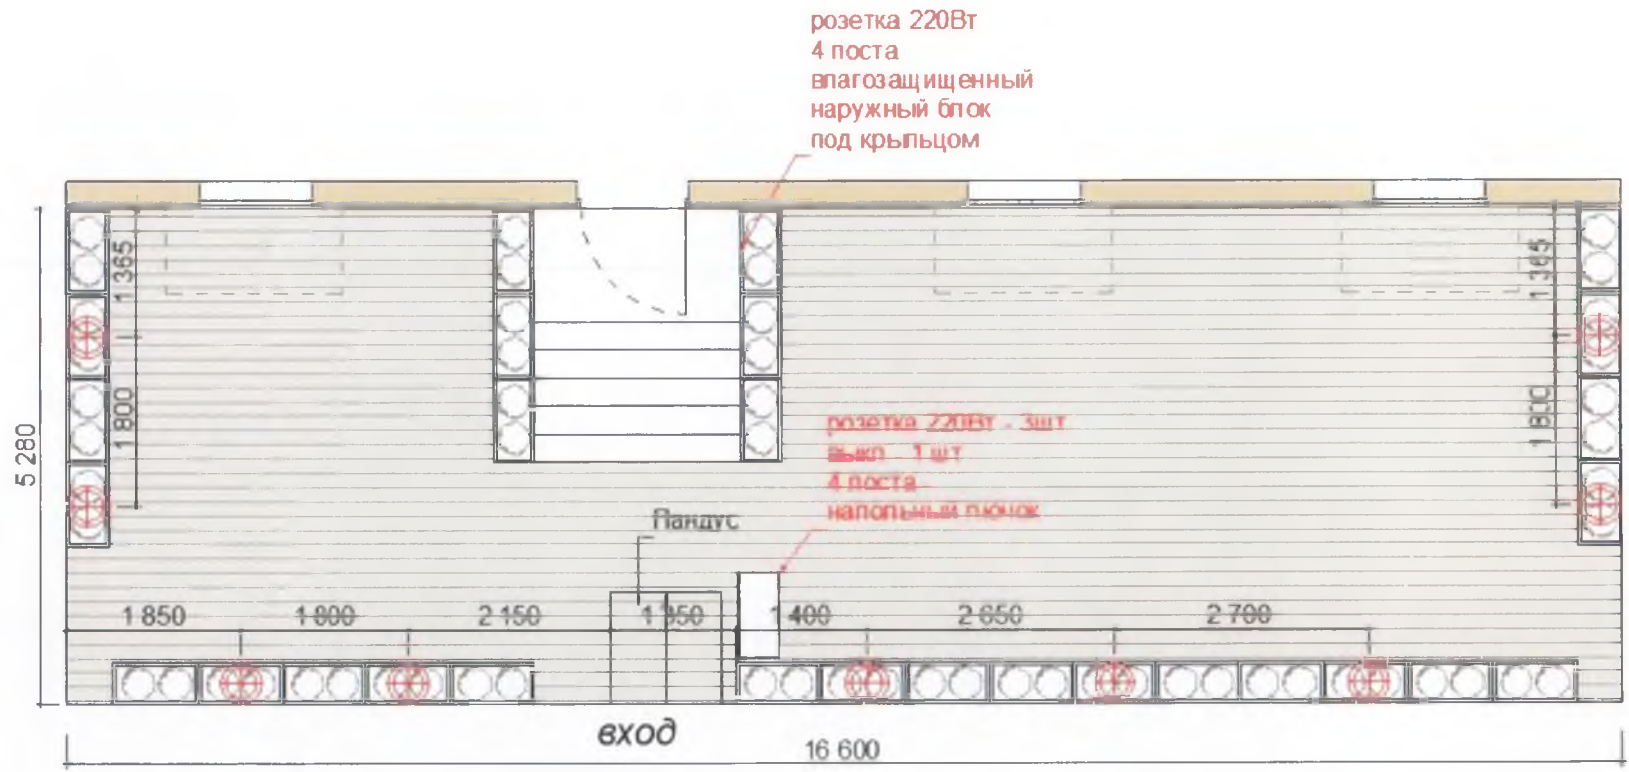 розетка 220Вт
4 поста
влагозащищенный
наружный блок
под крыльцом
1 365
1 365
1 800
1 800
5 280
розетка 220Вт - 3шт
выкл - 1 шт
4 поста -
напольный лючок
Пандус
1 850
1 800
2 150
1 350
1 400
2 650
2 700
вход
16 600